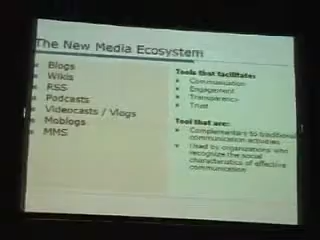 The New Media Ecosystem
Blogs
Wikis
RSS
Podcasts
Videocasts / Vlogs
Moblogs
MMS
Tools that facilitate:
Communication
Engagement
Transparency
Trust
Tool that are:
Complementary to traditional
communication activities
Used by organizations who
recognize the social
characteristics of effective
communication